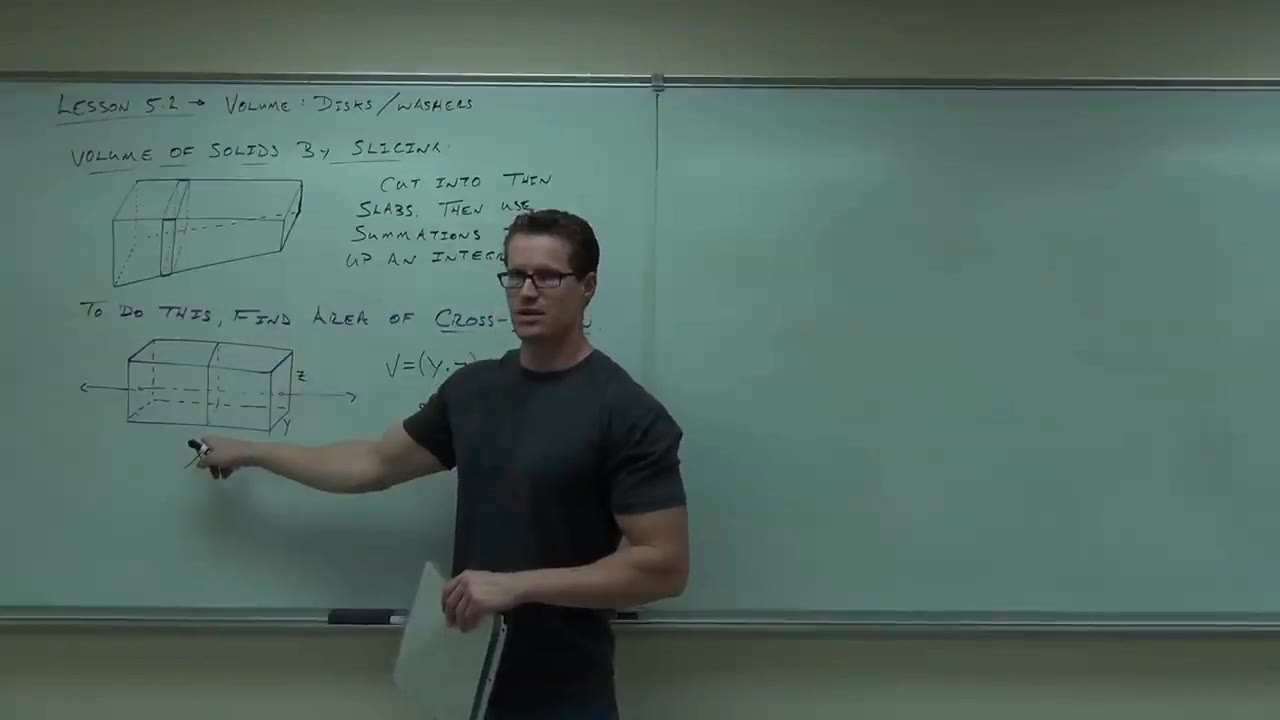 LESSON 5.2 → VOLUME: DISKS/WASHERS
VOLUME OF SOLIDS BY SLICING:
CUT INTO THIN
SLABS. THEN USE
SUMMATIONS
UP AN INTEGR
TO DO THIS, FIND AREA OF CROSS-
V=(Y·Z)
Z
Y
X